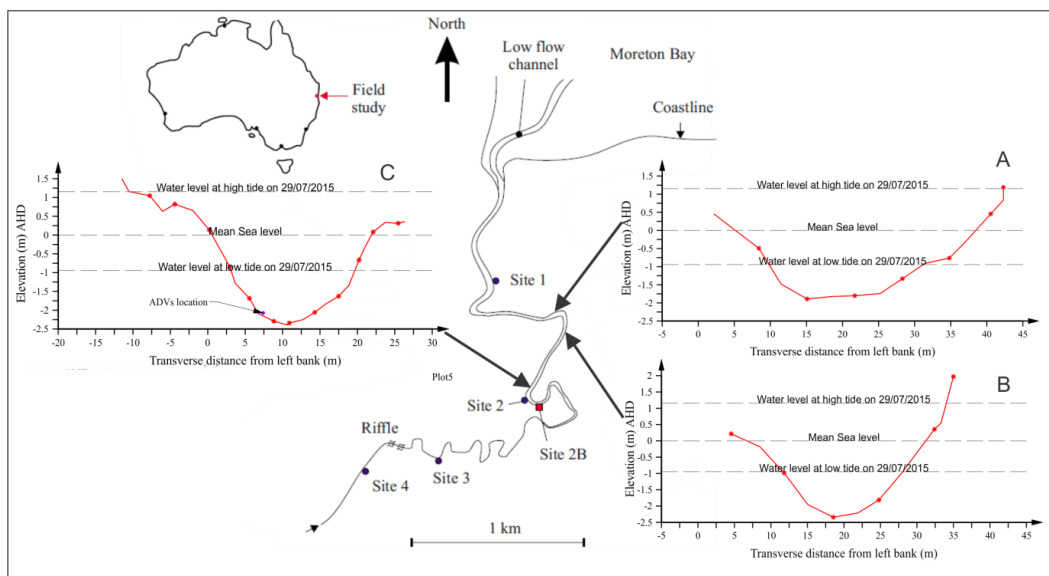 North
Low flow
channel
Moreton Bay
Coastline
Field
study
Site 1
Plot5
Site 2
Site 2B
Riffle
Site 3
Site 4
1 km
C
Elevation (m) AHD
1.5
1
0.5
0
-0.5
-1
-1.5
-2
-2.5
Water level at high tide on 29/07/2015
Mean Sea level
Water level at low tide on 29/07/2015
ADVs location
-20 -15 -10 -5 0 5 10 15 20 25 30
Transverse distance from left bank (m)
A
Elevation (m) AHD
1.5
1
0.5
0
-0.5
-1
-1.5
-2
-2.5
Water level at high tide on 29/07/2015
Mean Sea level
Water level at low tide on 29/07/2015
-5 0 5 10 15 20 25 30 35 40 45
Transverse distance from left bank (m)
B
Elevation (m) AHD
2
1.5
1
0.5
0
-0.5
-1
-1.5
-2
-2.5
Water level at high tide on 29/07/2015
Mean Sea level
Water level at low tide on 29/07/2015
-5 0 5 10 15 20 25 30 35 40 45
Transverse distance from left bank (m)